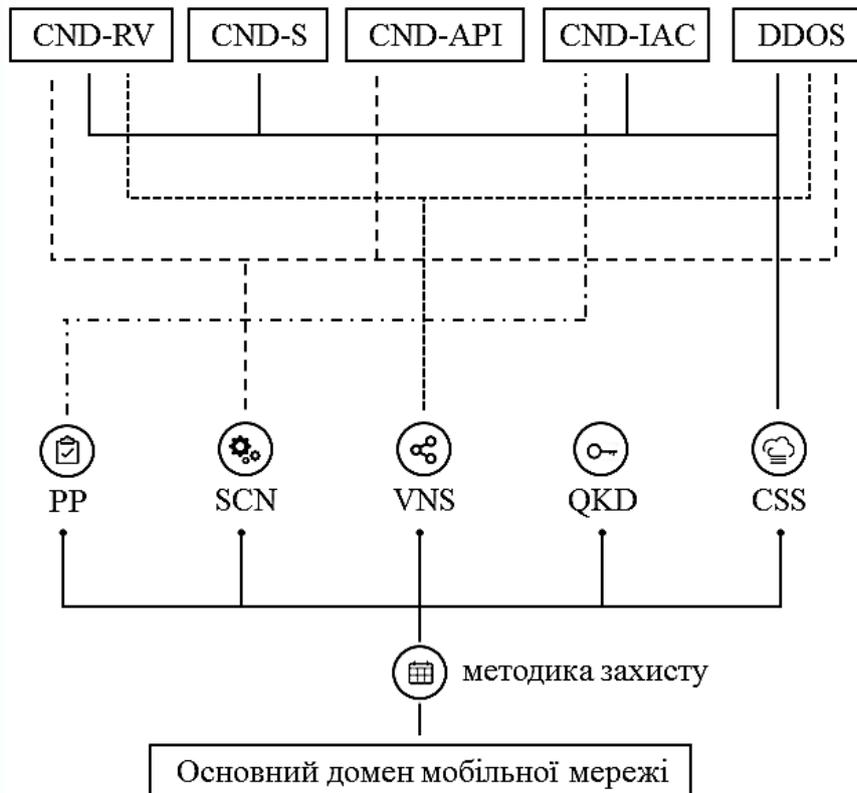 CND-RV
CND-S
CND-API
CND-IAC
DDOS
PP
SCN
VNS
QKD
CSS
методика захисту
Основний домен мобільної мережі